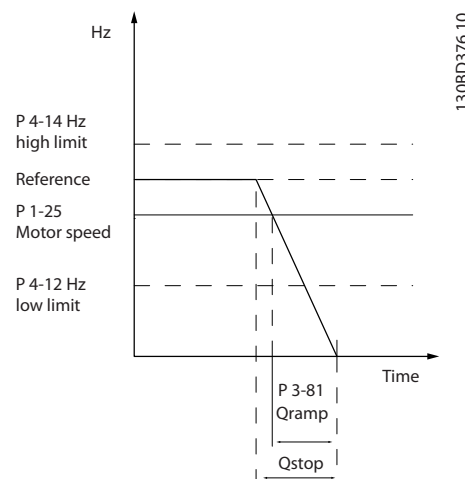 Hz
130BD376.10
P 4-14 Hz
high limit
Reference
P 1-25
Motor speed
P 4-12 Hz
low limit
Time
P 3-81
Qramp
Qstop